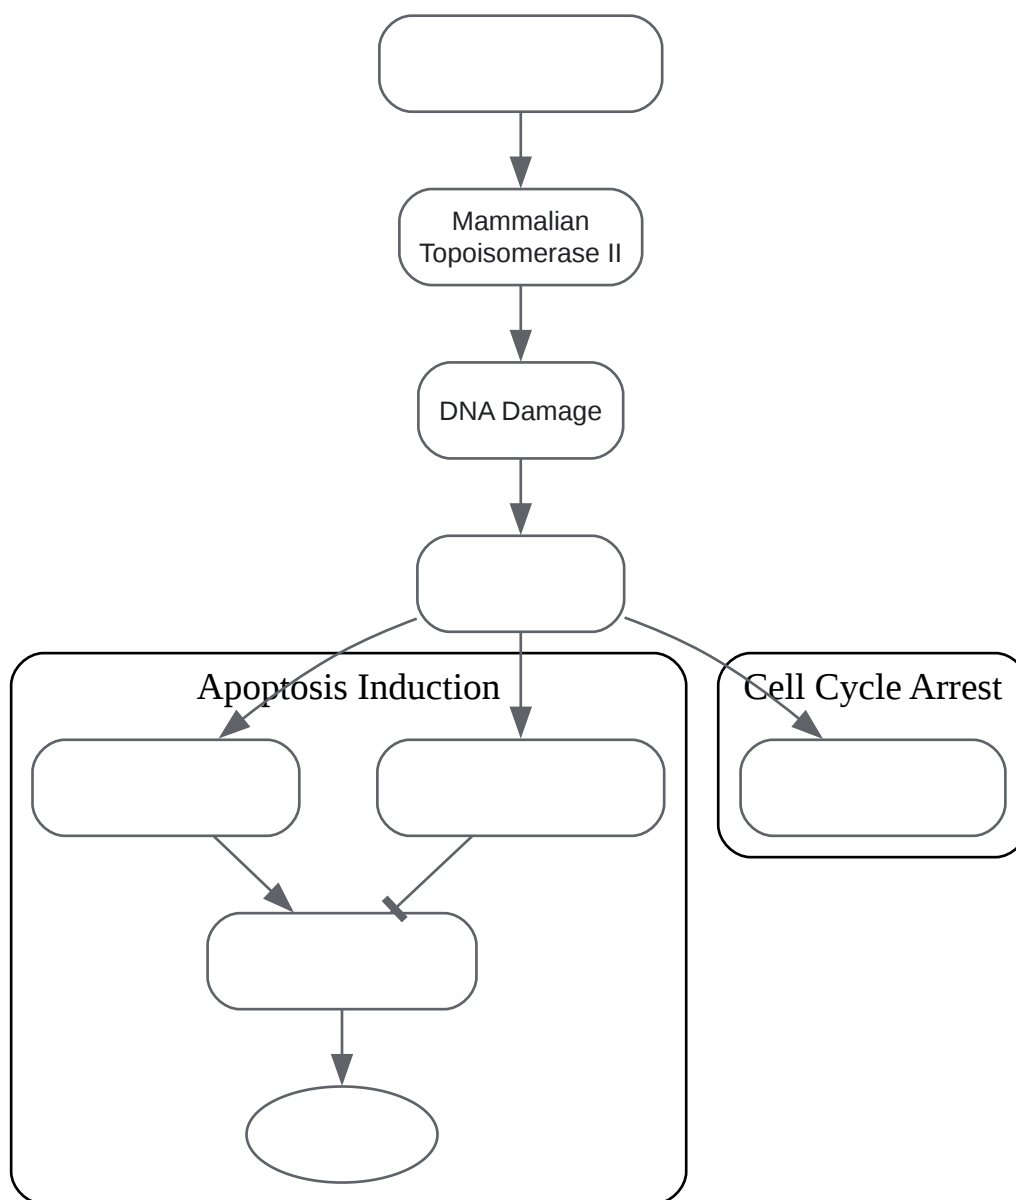 Mammalian
Topoisomerase II
DNA Damage
Apoptosis Induction
Cell Cycle Arrest